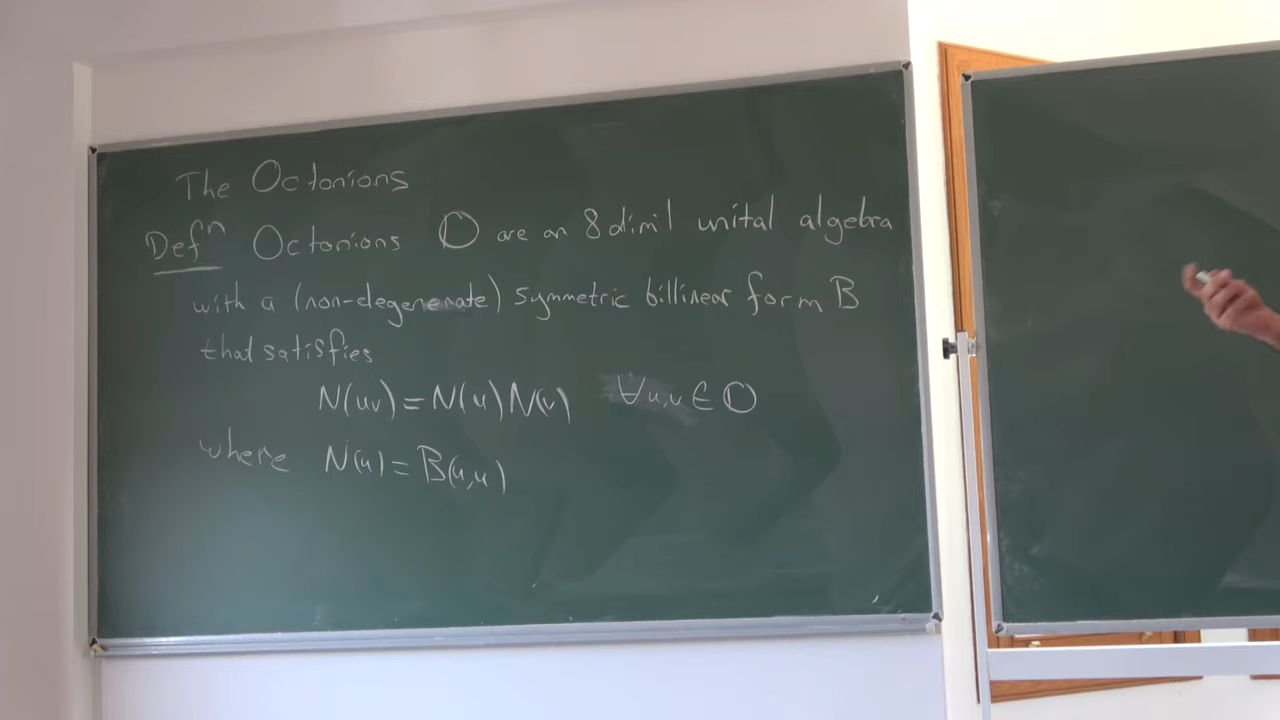 The Octonions
Defⁿ Octonions 𝕆 are an 8 dim'l unital algebra
with a (non-degenerate) symmetric billinear form B
that satisfies
N(uv) = N(u) N(v) ∀u,v ∈ 𝕆
where N(u) = B(u,u)